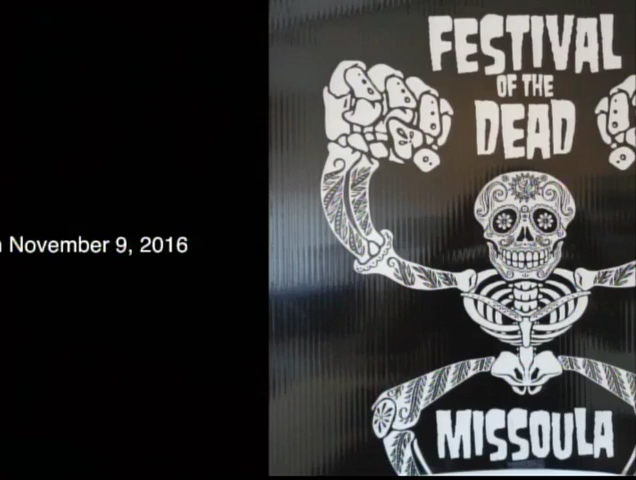 November 9, 2016
FESTIVAL
OF THE
DEAD
MISSOULA